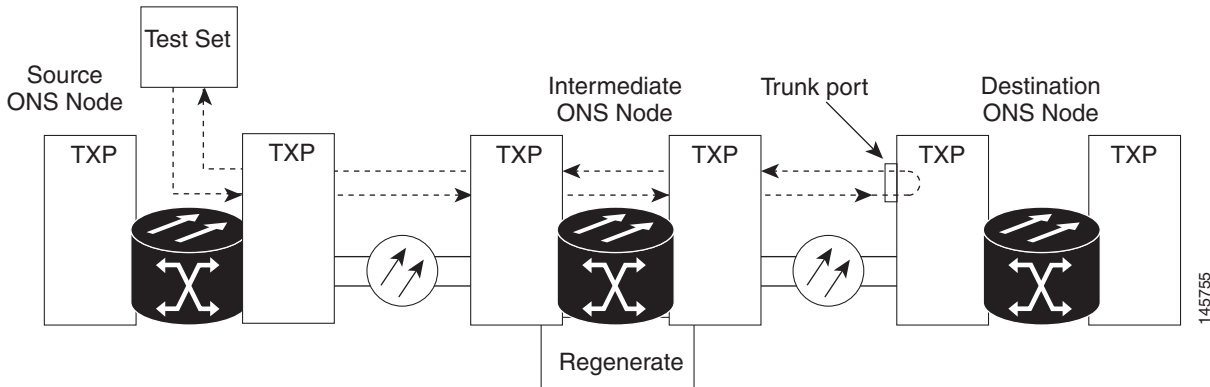 Test Set
Source
ONS Node
Intermediate
ONS Node
Trunk port
Destination
ONS Node
TXP
TXP
TXP
TXP
TXP
TXP
Regenerate
145755